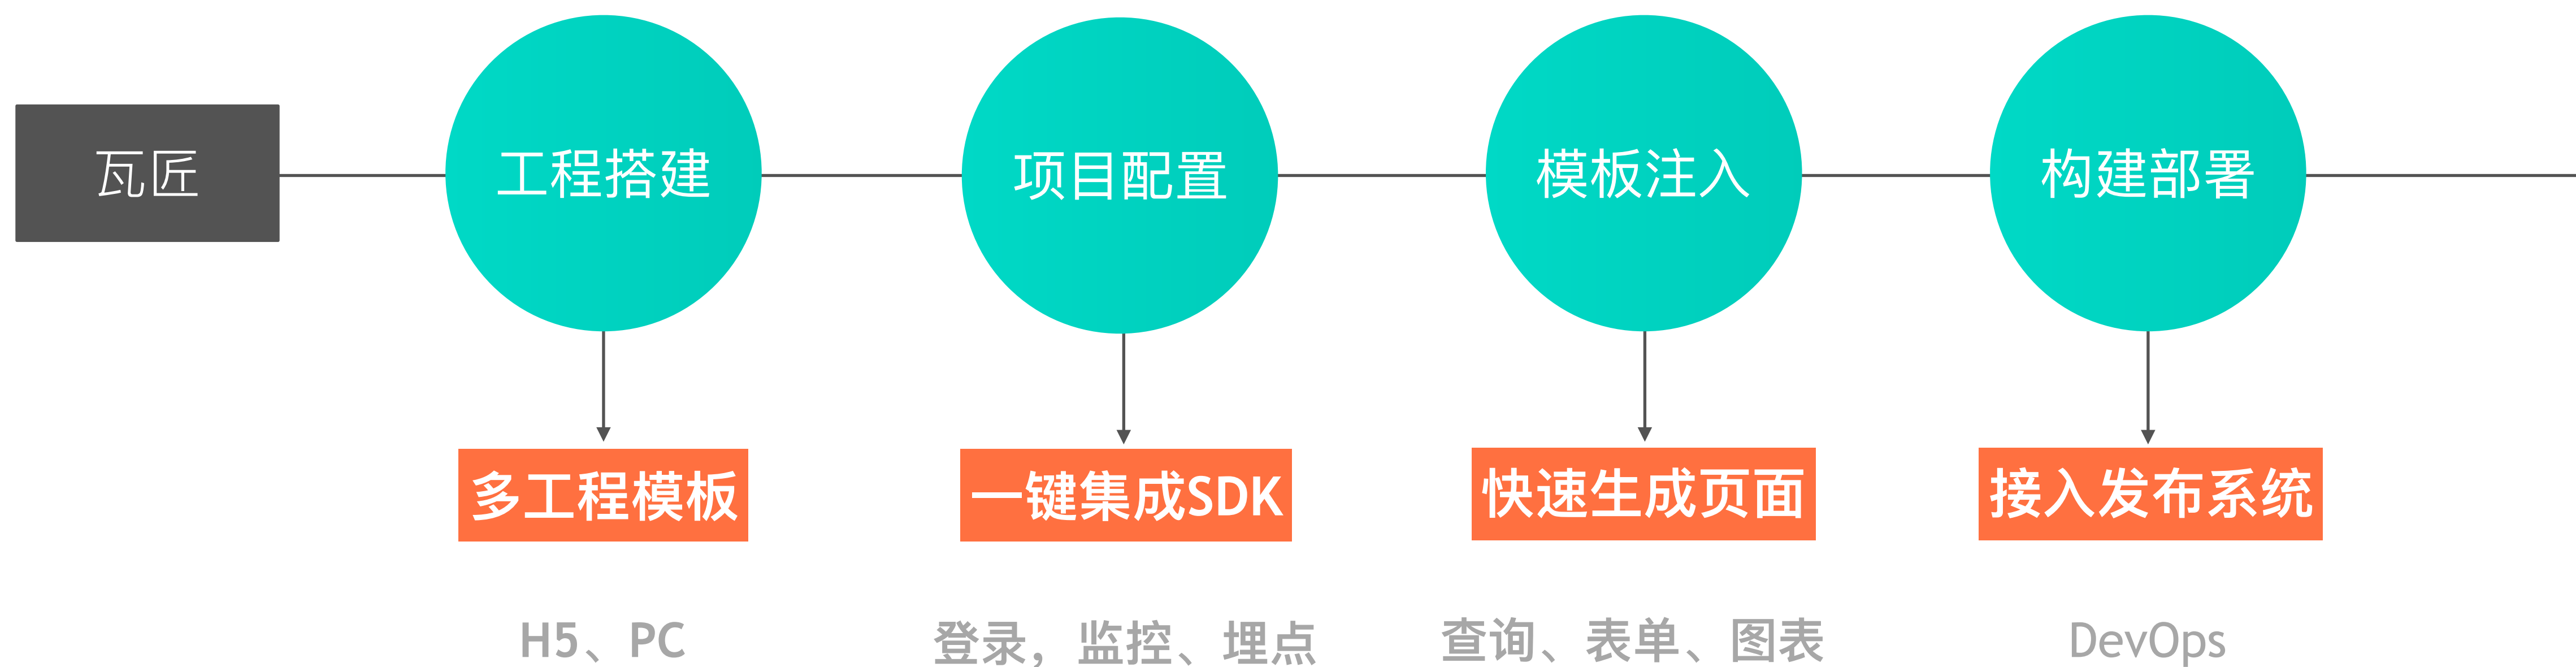 瓦匠
工程搭建
项目配置
模板注入
构建部署
多工程模板
一键集成SDK
快速生成页面
接入发布系统
H5、PC
登录，监控、埋点
查询、表单、图表
DevOps